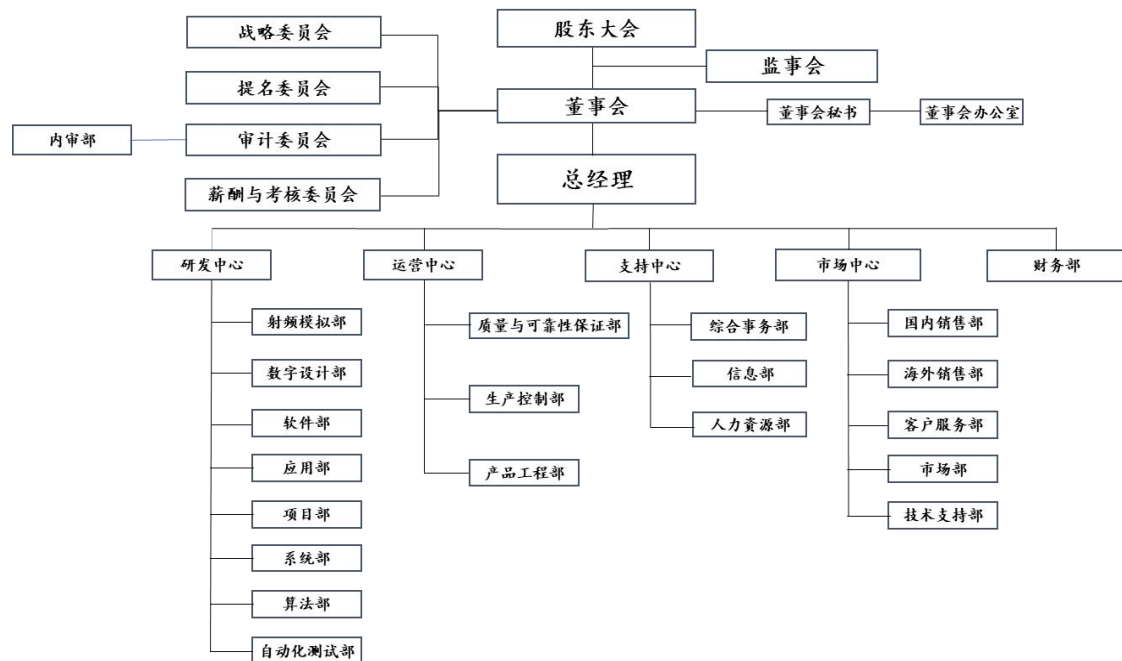 战略委员会
股东大会
监事会
提名委员会
董事会
董事会秘书
董事会办公室
内审部
审计委员会
总经理
薪酬与考核委员会
研发中心
运营中心
支持中心
市场中心
财务部
射频模拟部
数字设计部
软件部
应用部
项目部
系统部
算法部
自动化测试部
质量与可靠性保证部
生产控制部
产品工程部
综合事务部
信息部
人力资源部
国内销售部
海外销售部
客户服务部
市场部
技术支持部